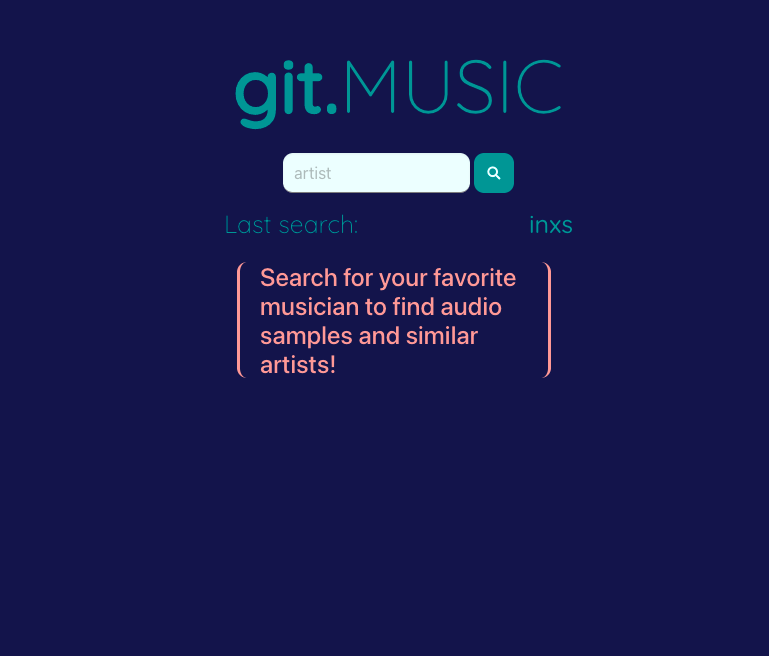 git.MUSIC
artist
Last search: inxs
Search for your favorite
musician to find audio
samples and similar
artists!